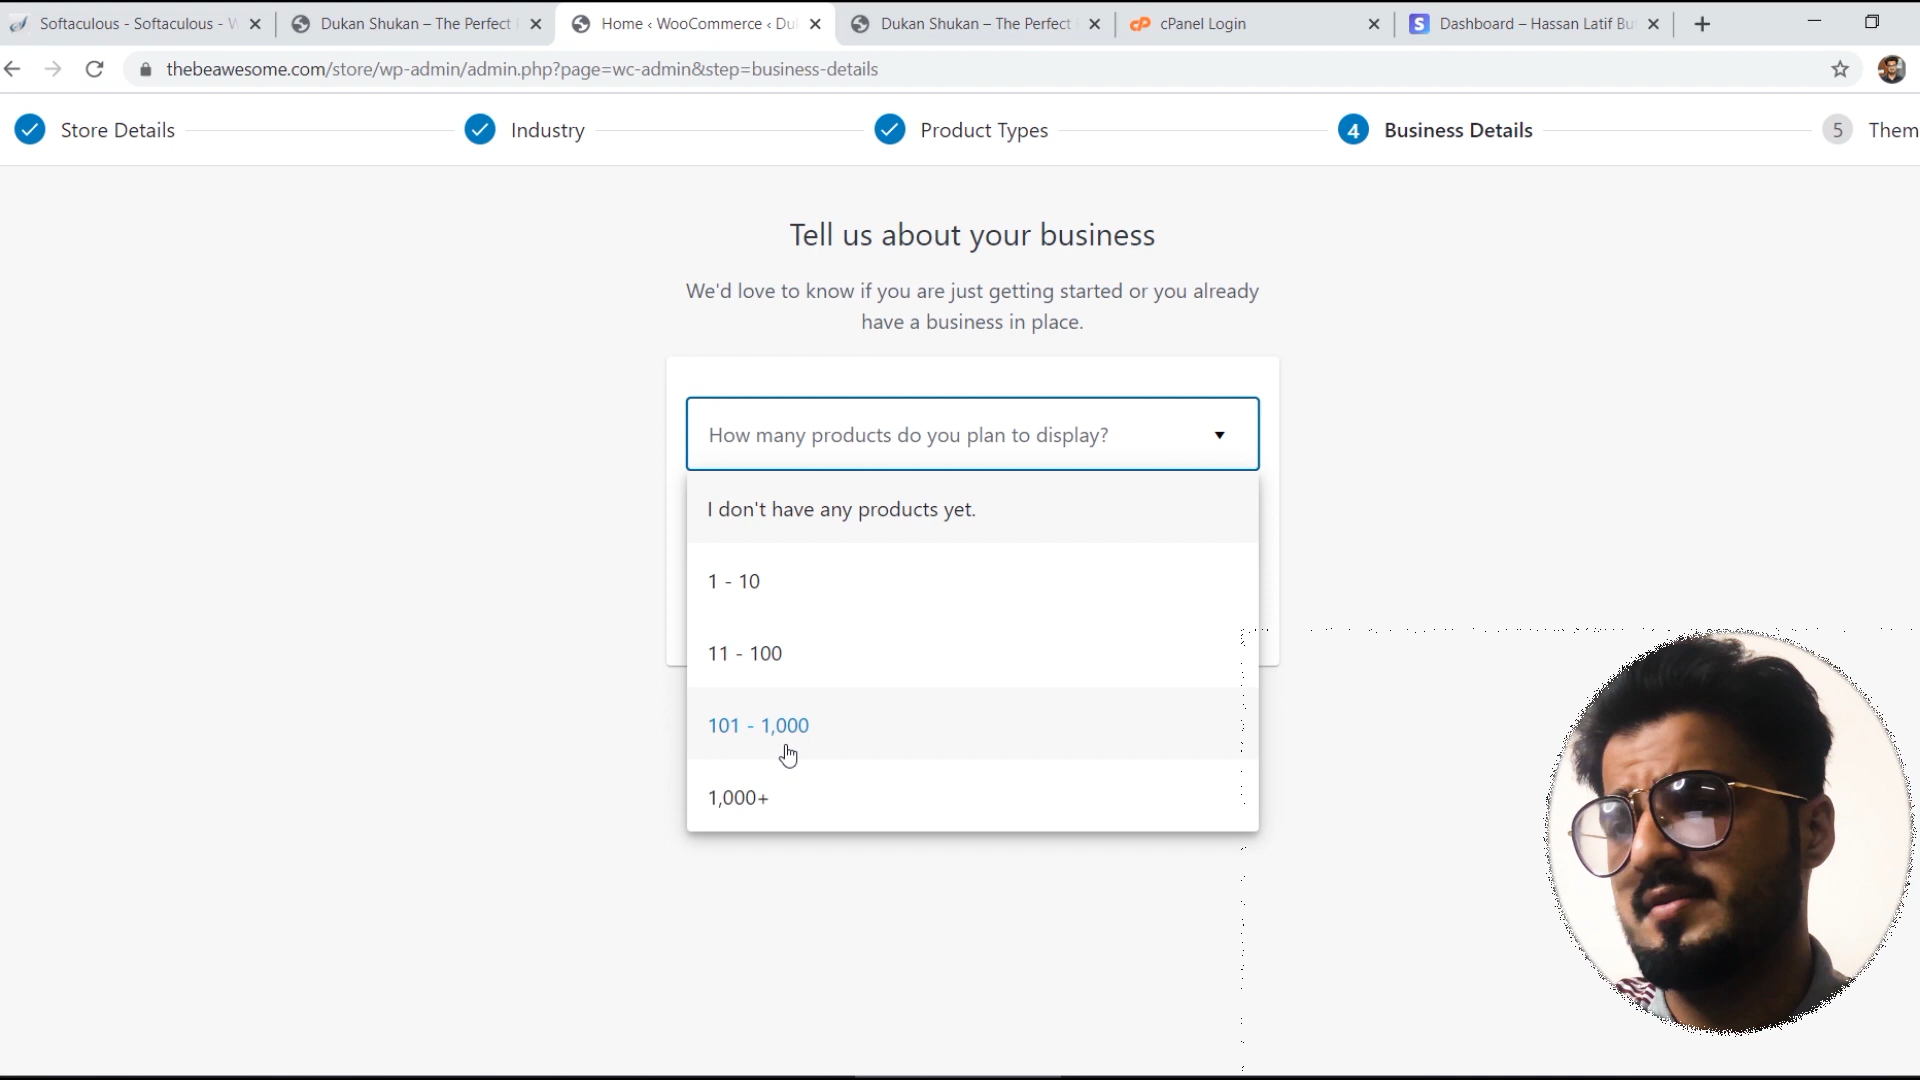 Softaculous - Softaculous - W
Dukan Shukan – The Perfect
Home ‹ WooCommerce ‹ Du
Dukan Shukan – The Perfect
cP cPanel Login
S Dashboard – Hassan Latif Bu
thebeawesome.com/store/wp-admin/admin.php?page=wc-admin&step=business-details
Store Details
Industry
Product Types
4 Business Details
5 Them
Tell us about your business
We'd love to know if you are just getting started or you already
have a business in place.
How many products do you plan to display?
I don't have any products yet.
1 - 10
11 - 100
101 - 1,000
1,000+